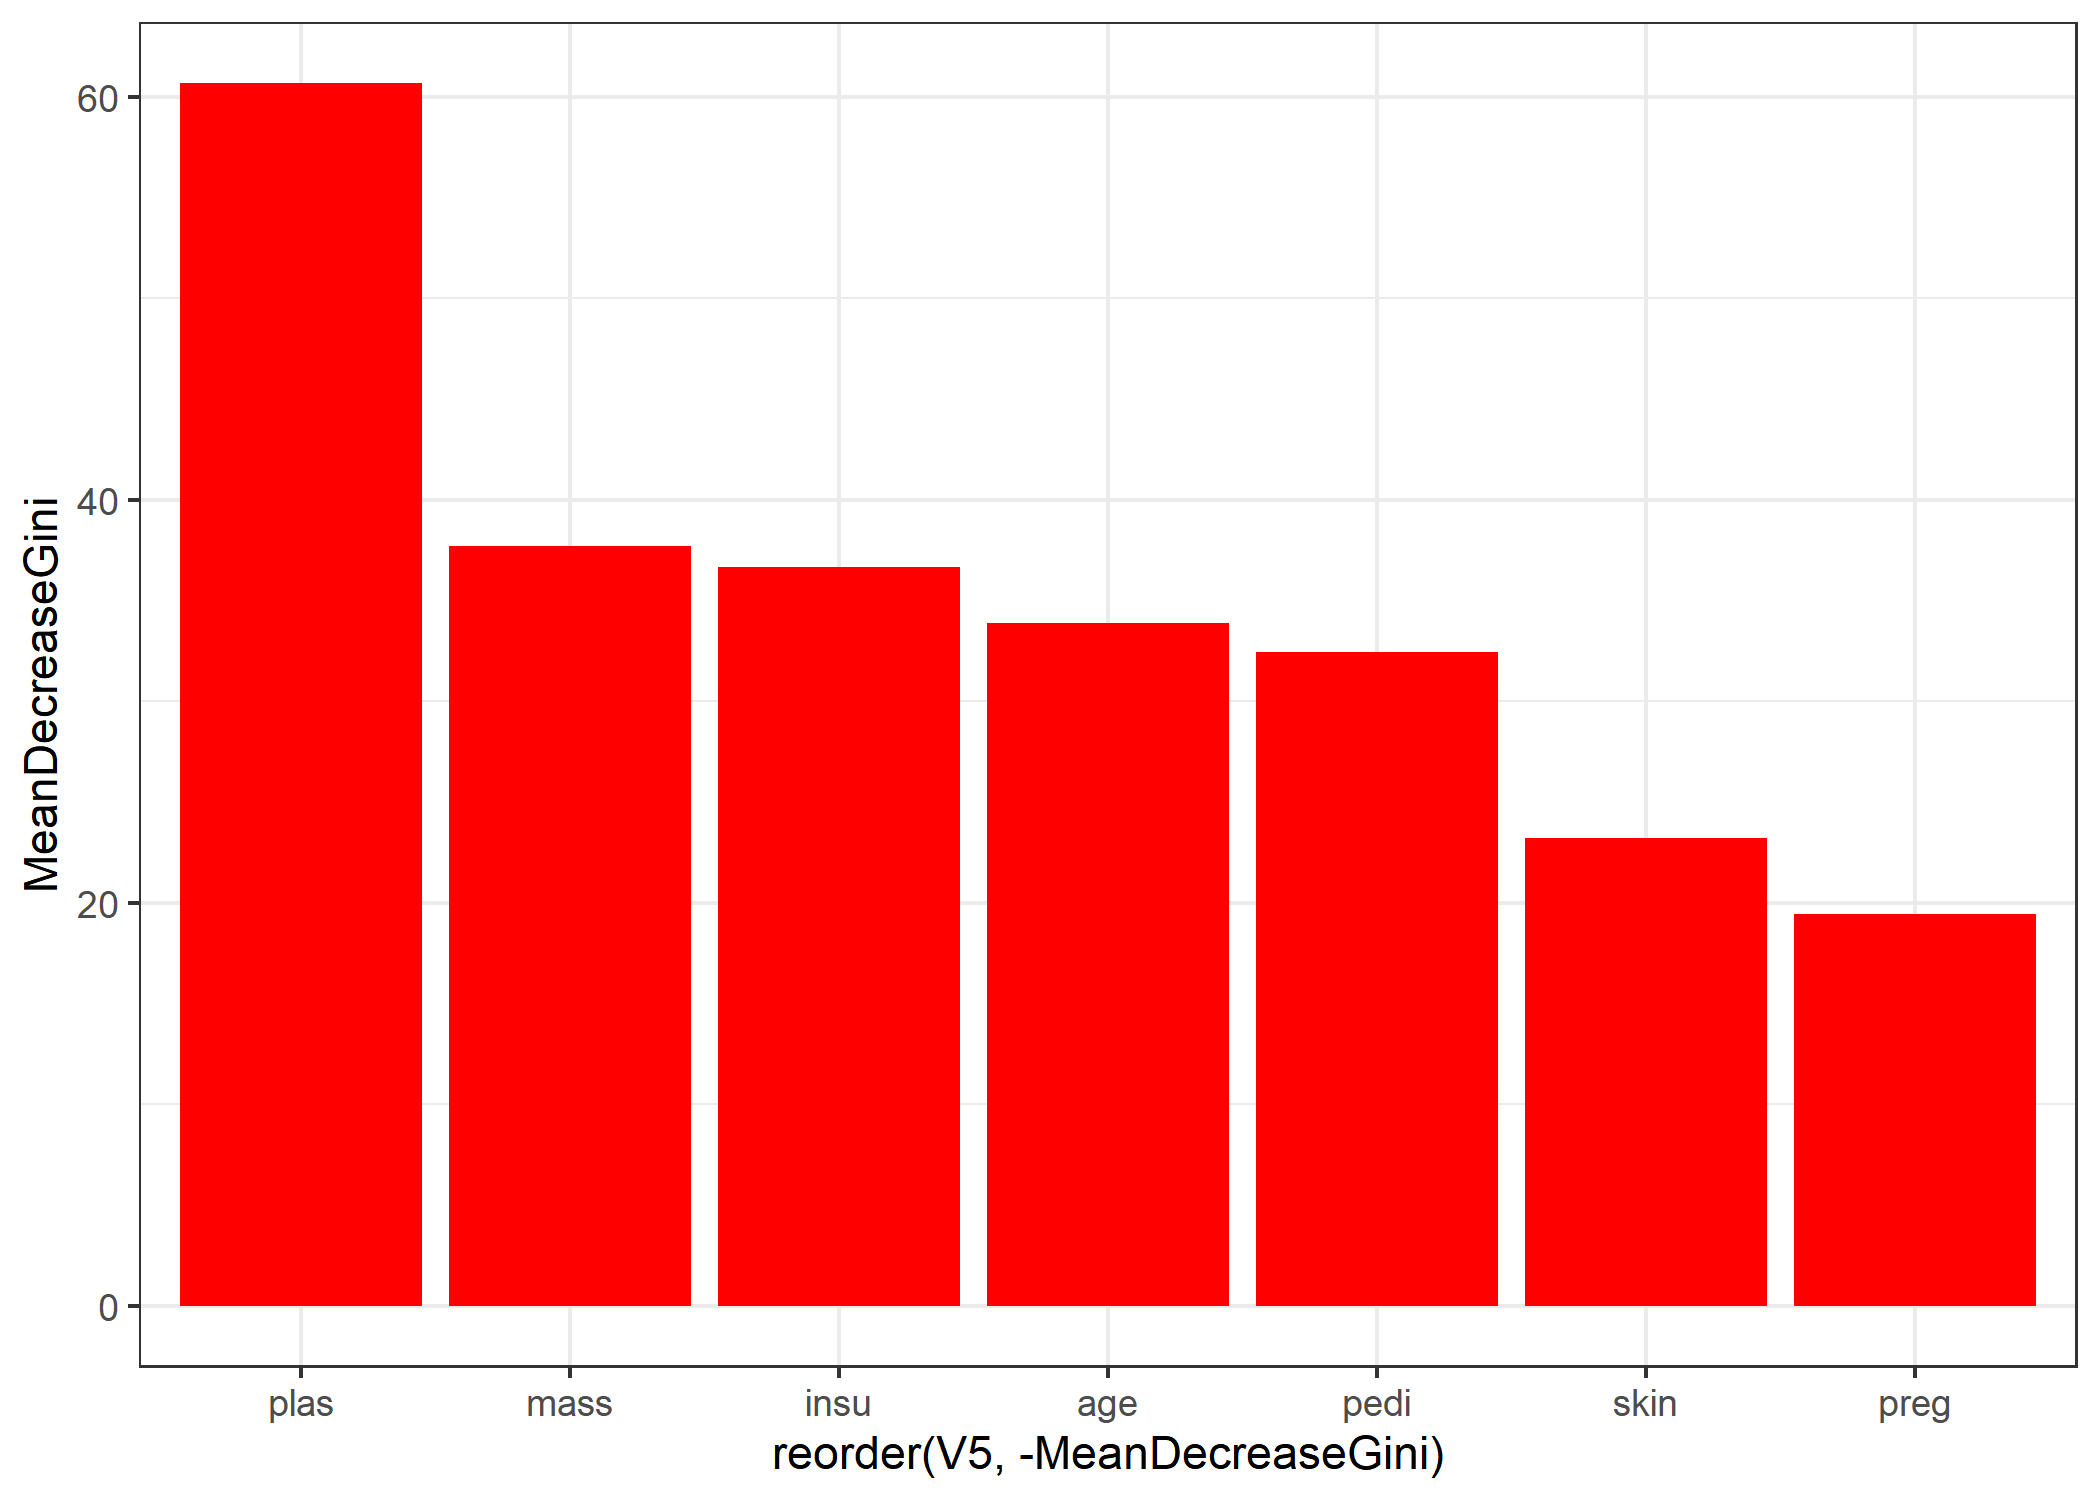 60
40
20
0
MeanDecreaseGini
plas mass insu age pedi skin preg
reorder(V5, -MeanDecreaseGini)